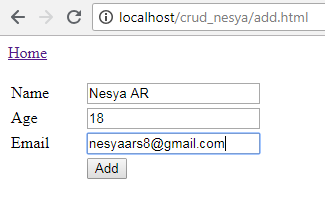 localhost/crud_nesya/add.html
Home
Name Nesya AR
Age 18
Email nesyaars8@gmail.com
Add